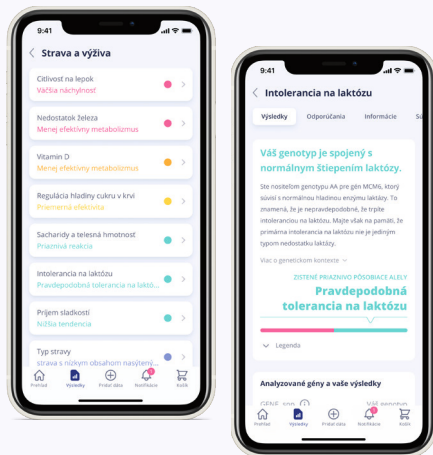 9:41
Strava a výživa
Citlivosť na lepok
Väčšia náchylnosť
Nedostatok železa
Menej efektívny metabolizmus
Vitamín D
Menej efektívny metabolizmus
Regulácia hladiny cukru v krvi
Priemerná efektivita
Sacharidy a telesná hmotnosť
Priaznivá reakcia
Intolerancia na laktózu
Pravdepodobná tolerancia na laktó...
Príjem sladkostí
Nižšia tendencia
Typ stravy
strava s nízkym obsahom nasýtený...
Prehľad
Výsledky
Pridať dáta
Notifikácie
Košík
9:41
Intolerancia na laktózu
Výsledky
Odporúčania
Informácie
Váš genotyp je spojený s
normálnym štiepením laktózy.
Ste nositeľom genotypu AA pre gén MCM6, ktorý
súvisí s normálnou hladinou enzýmu laktázy. To
znamená, že je nepravdepodobné, že trpíte
intoleranciou na laktózu. Majte však na pamäti, že
primárna intolerancia na laktózu nie je jediným
typom nedostatku laktázy.
Viac o genetickom kontexte
ZISTENÉ PRIAZNIVO PÔSOBIACE ALELY
Pravdepodobná
tolerancia na laktózu
Legenda
Analyzované gény a vaše výsledky
GENE, snp
Váš genotyp
Prehľad
Výsledky
Pridať dáta
Notifikácie
Košík